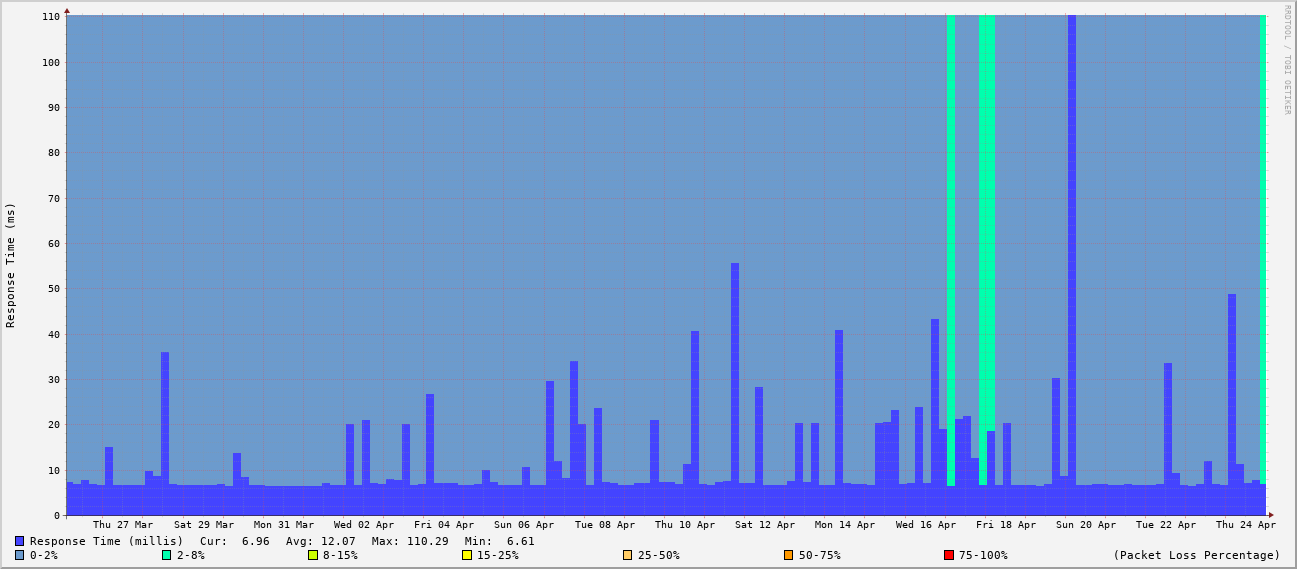 RRDTOOL / TOBI OETIKER
Response Time (ms)
110
100
90
80
70
60
50
40
30
20
10
0
Thu 27 Mar Sat 29 Mar Mon 31 Mar Wed 02 Apr Fri 04 Apr Sun 06 Apr Tue 08 Apr Thu 10 Apr Sat 12 Apr Mon 14 Apr Wed 16 Apr Fri 18 Apr Sun 20 Apr Tue 22 Apr Thu 24 Apr
Response Time (millis) Cur: 6.96 Avg: 12.07 Max: 110.29 Min: 6.61
0-2% 2-8% 8-15% 15-25% 25-50% 50-75% 75-100% (Packet Loss Percentage)